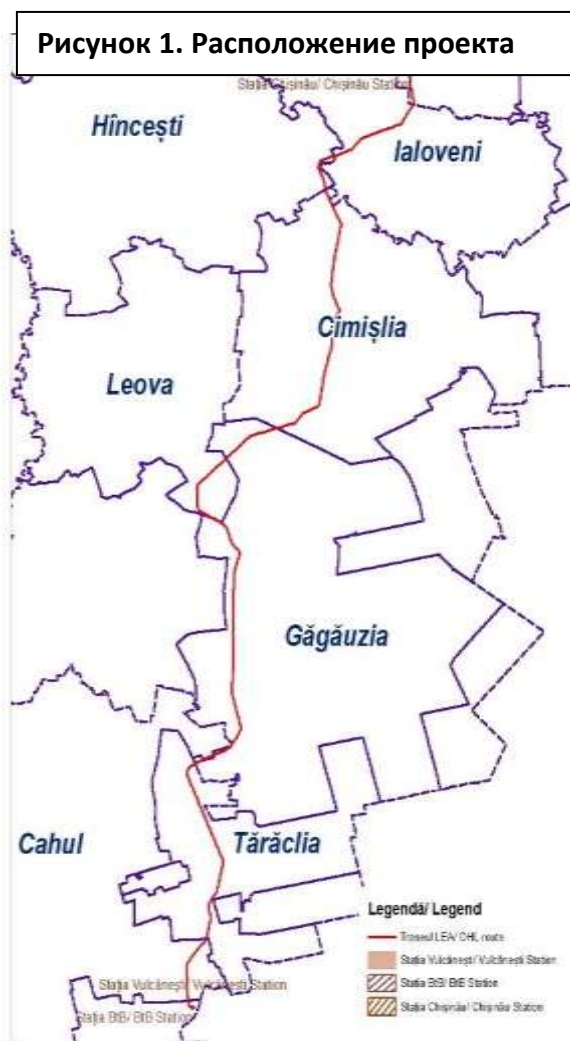 Рисунок 1. Расположение проекта
Stația Chișinău/ Chișinău Station
Hîncești
Ialoveni
Cimișlia
Leova
Găgăuzia
Cahul
Tărăclia
Legendă/ Legend
Traseul LEA/ OHL route
Stația Vulcănești/ Vulcănești Station
Stația BtB/ BtB Station
Stația Chișinău/ Chișinău Station
Stația Vulcănești/ Vulcănești Station
Stația BtB/ BtB Station